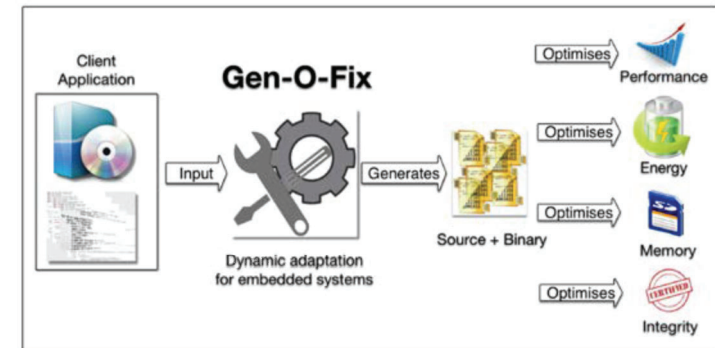 Client
Application
Gen-O-Fix
Input
Dynamic adaptation
for embedded systems
Generates
Source + Binary
Optimises
Performance
Optimises
Energy
Optimises
Memory
Optimises
CERTIFIED
Integrity